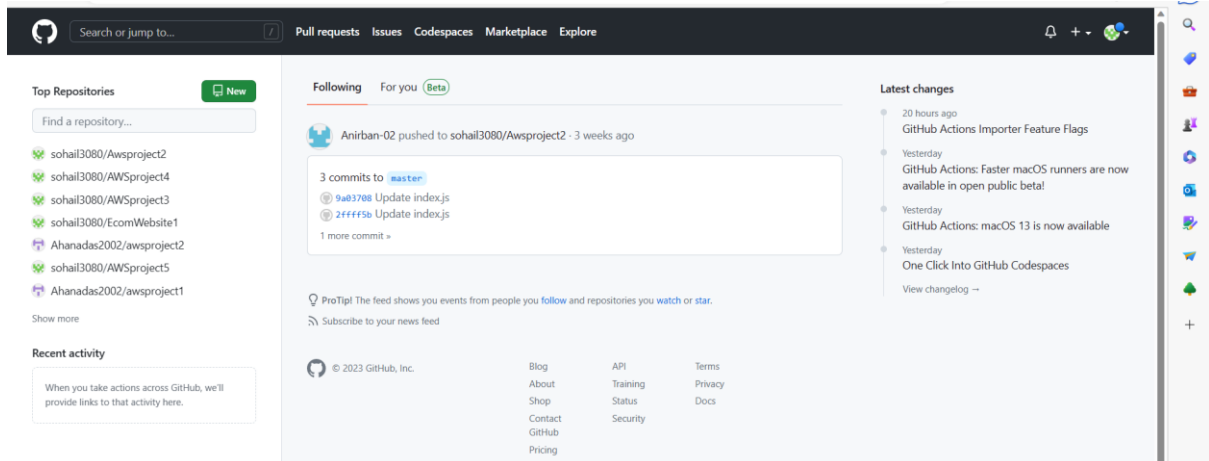 Search or jump to...
/
Pull requests Issues Codespaces Marketplace Explore
Top Repositories
New
Find a repository...
sohail3080/Awsproject2
sohail3080/AWSproject4
sohail3080/AWSproject3
sohail3080/EcomWebsite1
Ahanadas2002/awsproject2
sohail3080/AWSproject5
Ahanadas2002/awsproject1
Show more
Recent activity
When you take actions across GitHub, we'll
provide links to that activity here.
Following For you Beta
Anirban-02 pushed to sohail3080/Awsproject2 · 3 weeks ago
3 commits to master
9a03708 Update index.js
2ffff5b Update index.js
1 more commit »
ProTip! The feed shows you events from people you follow and repositories you watch or star.
Subscribe to your news feed
© 2023 GitHub, Inc.
Blog
About
Shop
Contact
GitHub
Pricing
API
Training
Status
Security
Terms
Privacy
Docs
Latest changes
20 hours ago
GitHub Actions Importer Feature Flags
Yesterday
GitHub Actions: Faster macOS runners are now
available in open public beta!
Yesterday
GitHub Actions: macOS 13 is now available
Yesterday
One Click Into GitHub Codespaces
View changelog →